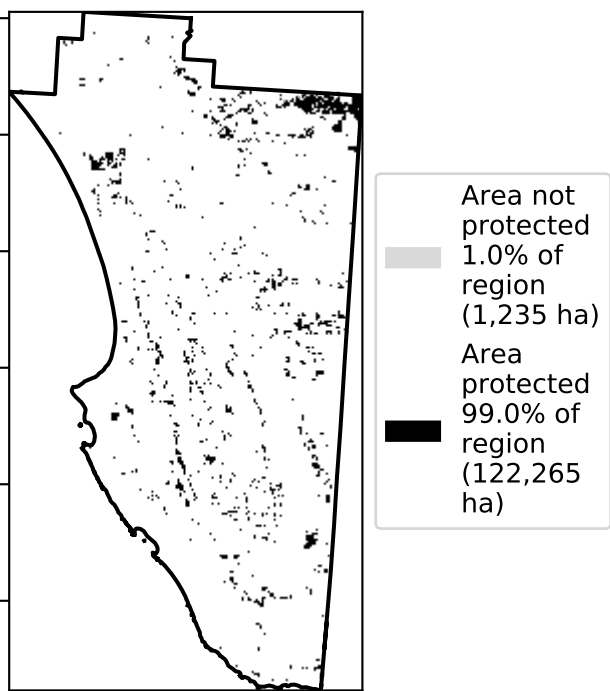 Area not
protected
1.0% of
region
(1,235 ha)
Area
protected
99.0% of
region
(122,265
ha)